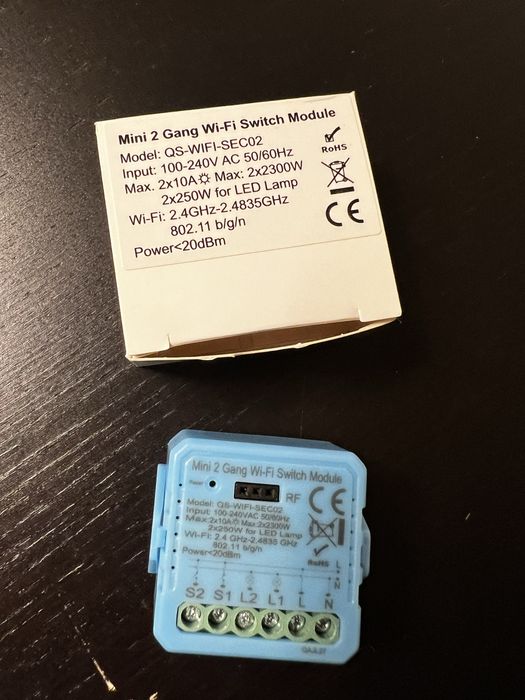 Mini 2 Gang Wi-Fi Switch Module
Model: QS-WIFI-SEC02
Input: 100-240V AC 50/60Hz
Max. 2x10A Max: 2x2300W
2x250W for LED Lamp
Wi-Fi: 2.4GHz-2.4835GHz
802.11 b/g/n
Power<20dBm
RoHS
CE
Mini 2 Gang Wi-Fi Switch Module
Reset
RF
CE
Model: QS-WIFI-SEC02
Input: 100-240VAC 50/60Hz
Max:2x10A Max:2x2300W
2x250W for LED Lamp
Wi-Fi: 2.4 GHz-2.4835 GHz
802.11 b/g/n
Power<20dBm
RoHS
L
N
S2 S1 L2 L1 L N